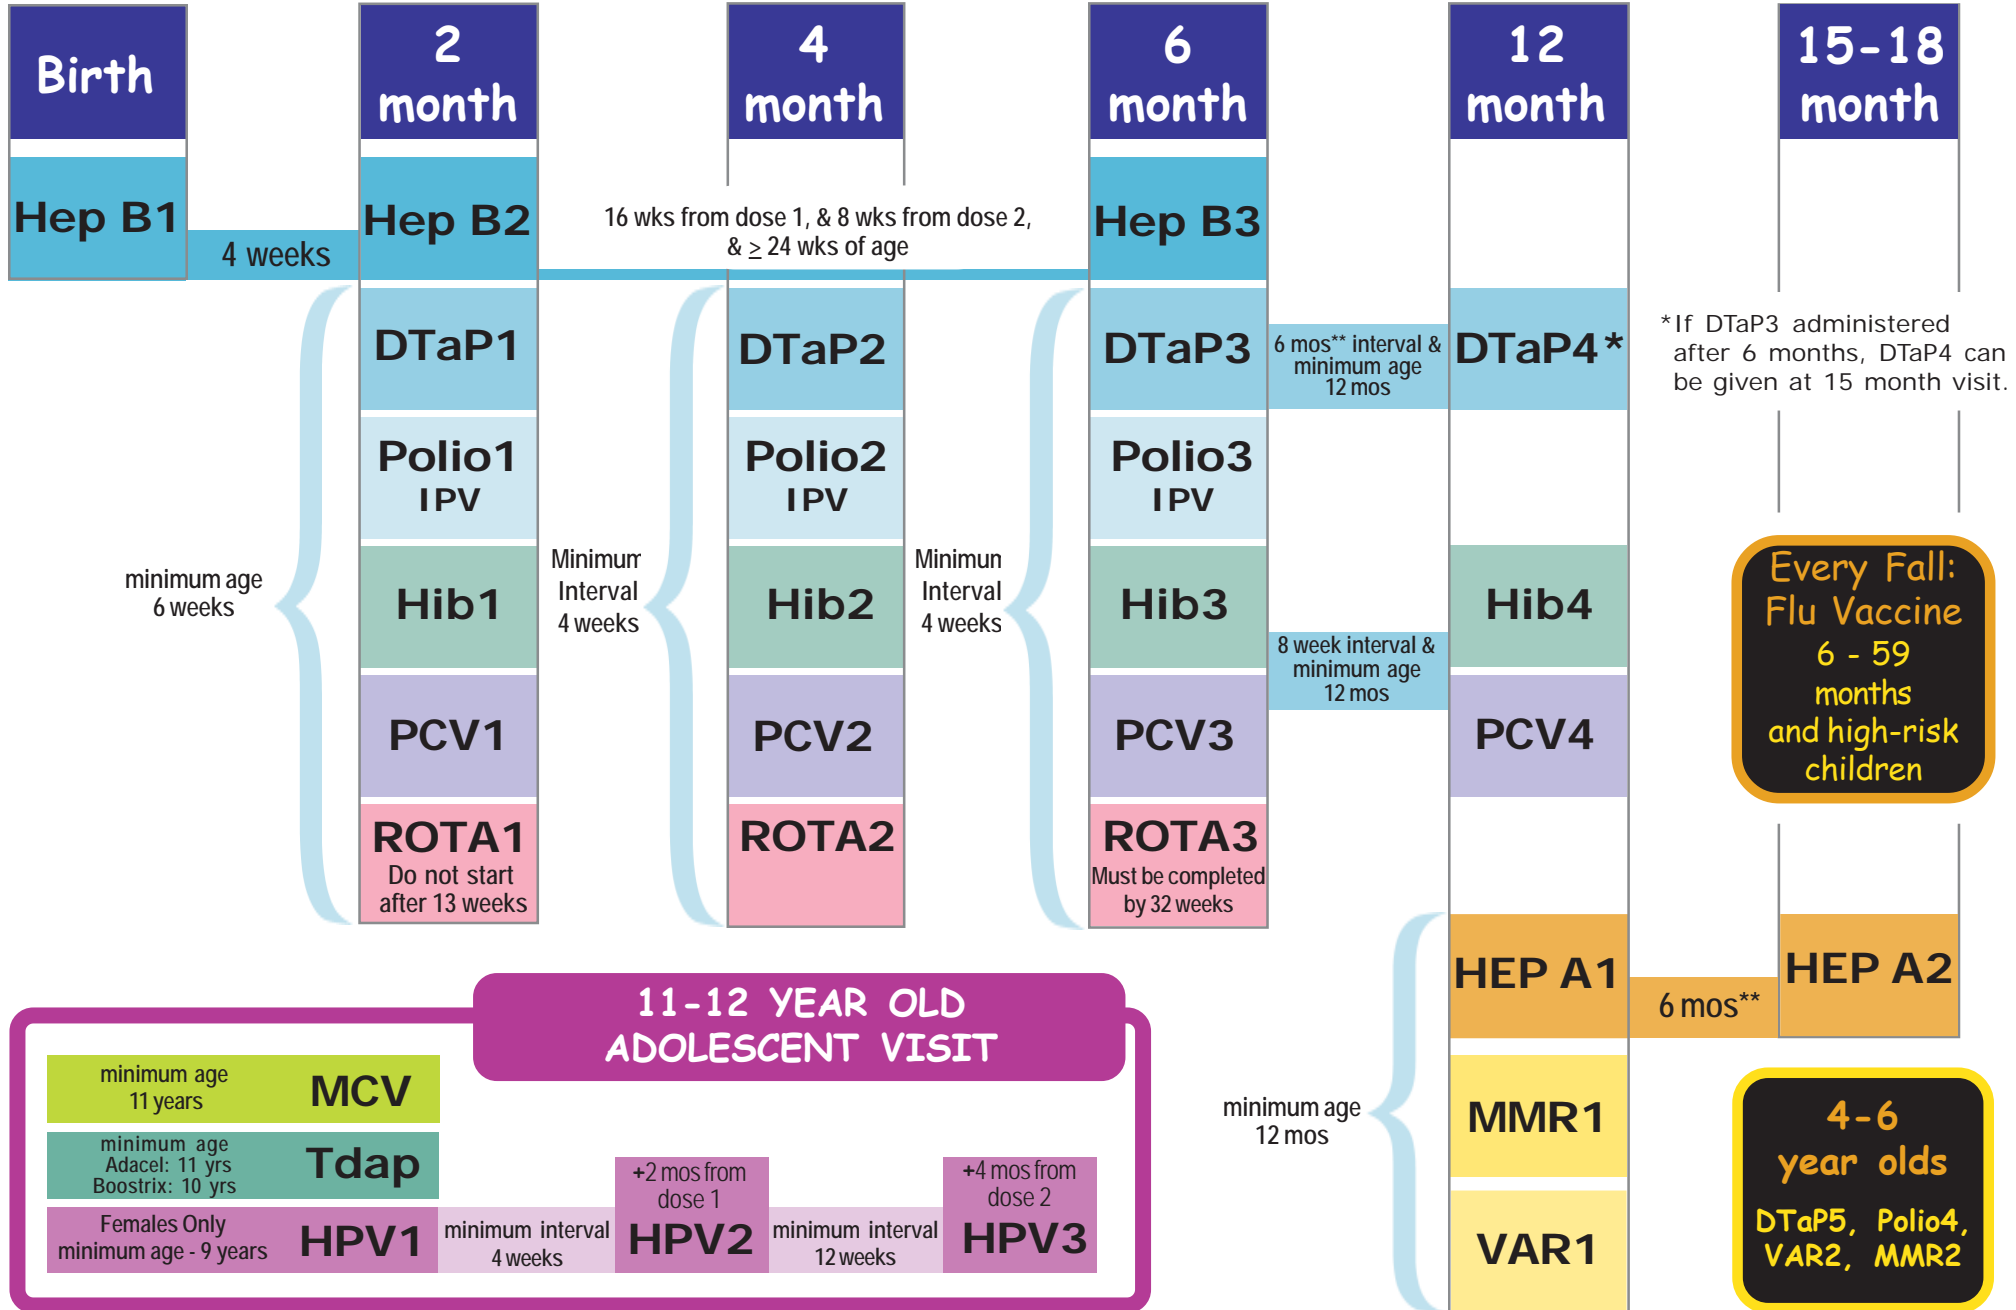 Birth
2
month
4
month
6
month
12
month
15-18
month
Hep B1
4 weeks
Hep B2
16 wks from dose 1, & 8 wks from dose 2,
& ≥ 24 wks of age
Hep B3
minimum age
6 weeks
DTaP1
Polio1
IPV
Hib1
PCV1
ROTA1
Do not start
after 13 weeks
Minimum
Interval
4 weeks
DTaP2
Polio2
IPV
Hib2
PCV2
ROTA2
Minimun
Interval
4 weeks
DTaP3
Polio3
IPV
Hib3
PCV3
ROTA3
Must be completed
by 32 weeks
6 mos** interval &
minimum age
12 mos
8 week interval &
minimum age
12 mos
DTaP4*
Hib4
PCV4
*If DTaP3 administered
after 6 months, DTaP4 can
be given at 15 month visit.
Every Fall:
Flu Vaccine
6 - 59
months
and high-risk
children
minimum age
12 mos
HEP A1
6 mos**
HEP A2
MMR1
VAR1
4-6
year olds
DTaP5, Polio4,
VAR2, MMR2
11-12 YEAR OLD
ADOLESCENT VISIT
minimum age
11 years
MCV
minimum age
Adacel: 11 yrs
Boostrix: 10 yrs
Tdap
Females Only
minimum age - 9 years
HPV1
minimum interval
4 weeks
+2 mos from
dose 1
HPV2
minimum interval
12 weeks
+4 mos from
dose 2
HPV3